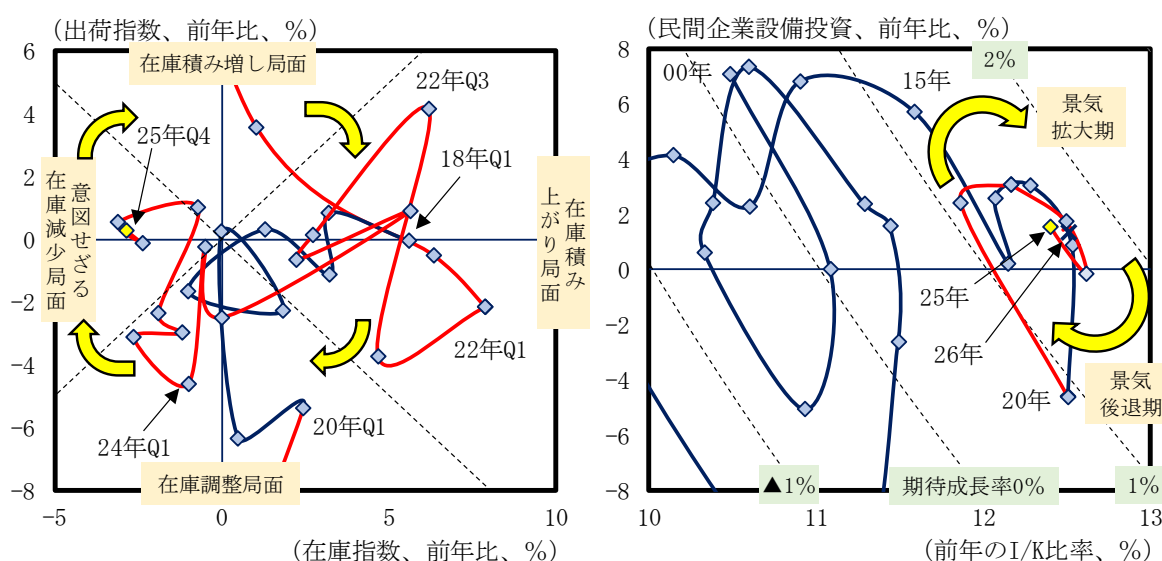 (出荷指数、前年比、%)
6
4
2
0
-2
-4
-6
-8
在庫積み増し局面
22年Q3
25年Q4
18年Q1
意図せざる
在庫減少局面
在庫積み
上がり局面
22年Q1
24年Q1
20年Q1
在庫調整局面
-5
0
5
10
(在庫指数、前年比、%)
(民間企業設備投資、前年比、%)
8
6
4
2
0
-2
-4
-6
-8
00年
15年
2%
景気
拡大期
25年
26年
20年
景気
後退期
▲1%
期待成長率0%
1%
10
11
12
13
(前年のI/K比率、%)